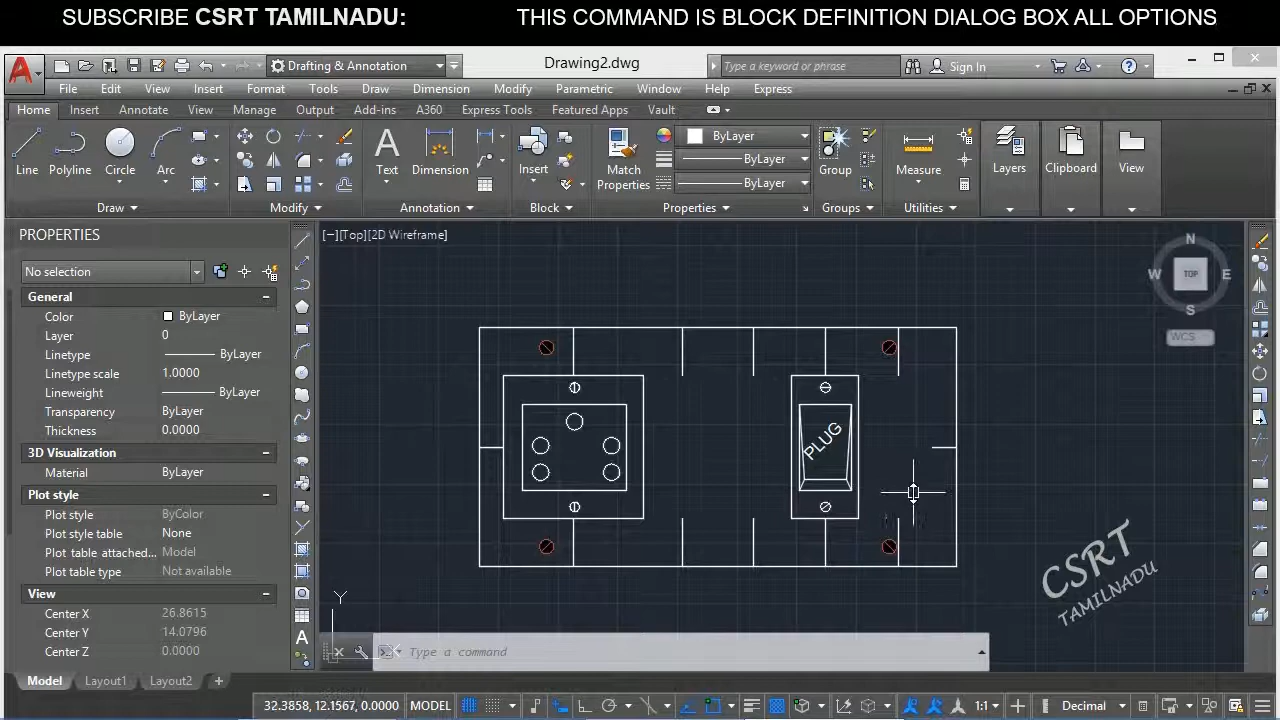 SUBSCRIBE CSRT TAMILNADU: THIS COMMAND IS BLOCK DEFINITION DIALOG BOX ALL OPTIONS
Drafting & Annotation Drawing2.dwg Type a keyword or phrase Sign In
File Edit View Insert Format Tools Draw Dimension Modify Parametric Window Help Express
Home Insert Annotate View Manage Output Add-ins A360 Express Tools Featured Apps Vault
Line Polyline Circle Arc Text Dimension Insert Match Properties ByLayer ByLayer ByLayer Group Measure Layers Clipboard View
Draw Modify Annotation Block Properties Groups Utilities
PROPERTIES
[−][Top][2D Wireframe]
No selection
General
Color ByLayer
Layer 0
Linetype ByLayer
Linetype scale 1.0000
Lineweight ByLayer
Transparency ByLayer
Thickness 0.0000
3D Visualization
Material ByLayer
Plot style
Plot style ByColor
Plot style table None
Plot table attached... Model
Plot table type Not available
View
Center X 26.8615
Center Y 14.0796
Center Z 0.0000
N
W TOP E
S
WCS
PLUG
CSRT
TAMILNADU
Y
X
Type a command
Model Layout1 Layout2 +
32.3858, 12.1567, 0.0000 MODEL 1:1 Decimal